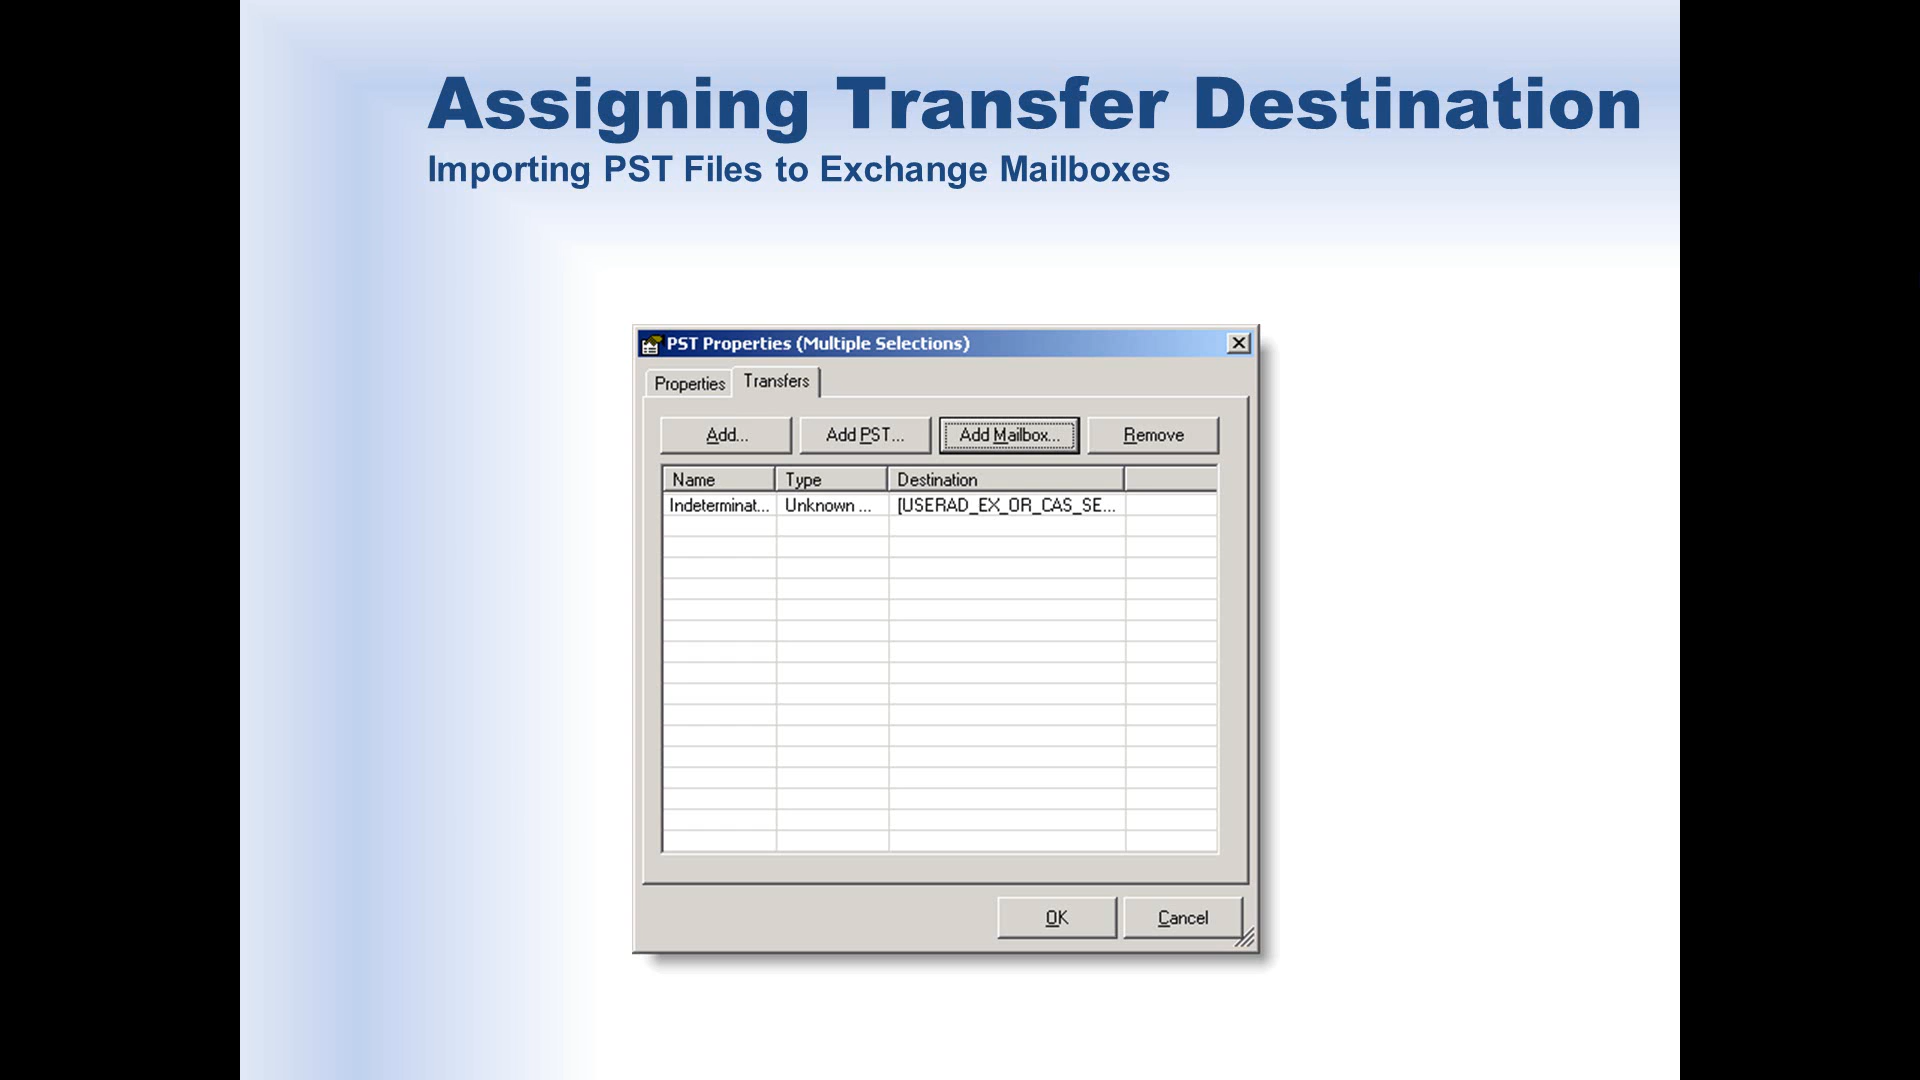 Assigning Transfer Destination
Importing PST Files to Exchange Mailboxes
PST Properties (Multiple Selections)
Properties Transfers
Add... Add PST... Add Mailbox... Remove
Name Type Destination
Indeterminat... Unknown ... [USERAD_EX_OR_CAS_SE...
OK Cancel